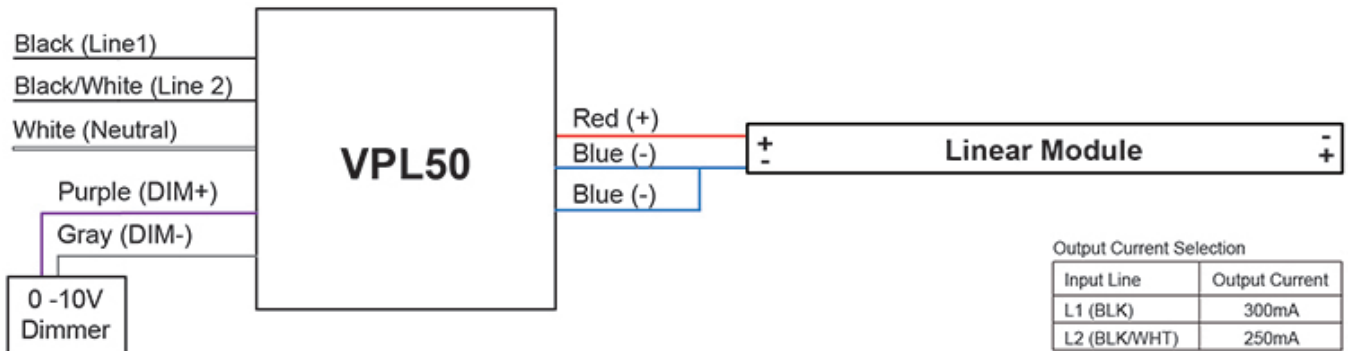 Black (Line1)
Black/White (Line 2)
White (Neutral)
Purple (DIM+)
Gray (DIM-)
0 -10V
Dimmer
VPL50
Red (+)
Blue (-)
Blue (-)
+
-
Linear Module
-
+
Output Current Selection
Input Line Output Current
L1 (BLK) 300mA
L2 (BLK/WHT) 250mA